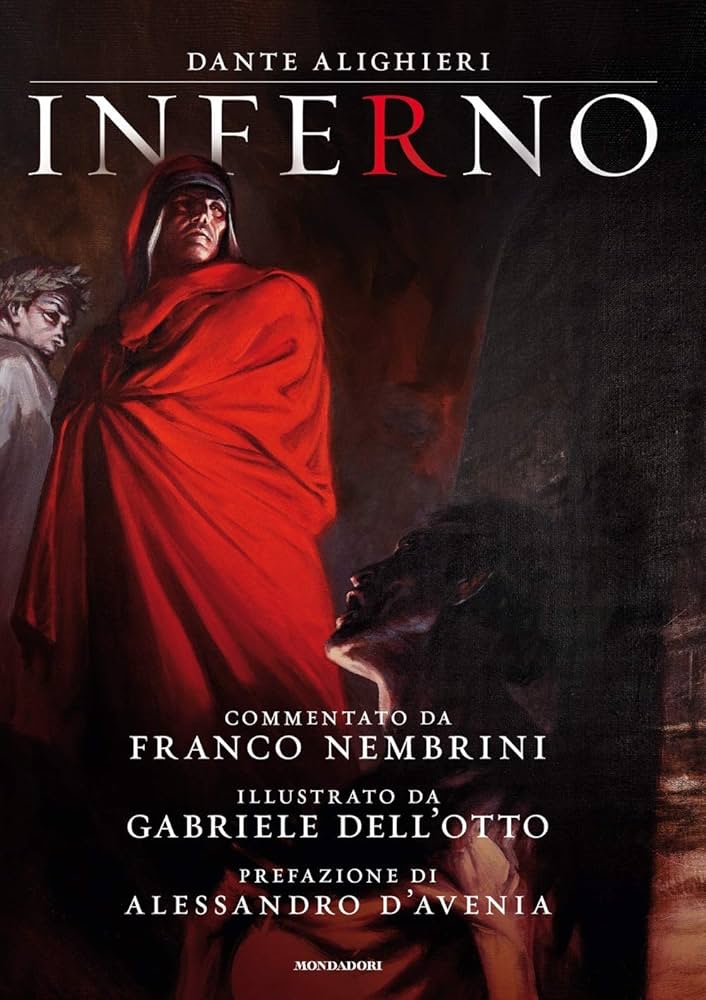 DANTE ALIGHIERI
INFERNO
COMMENTATO DA
FRANCO NEMBRINI
ILLUSTRATO DA
GABRIELE DELL'OTTO
PREFAZIONE DI
ALESSANDRO D'AVENIA
MONDADORI